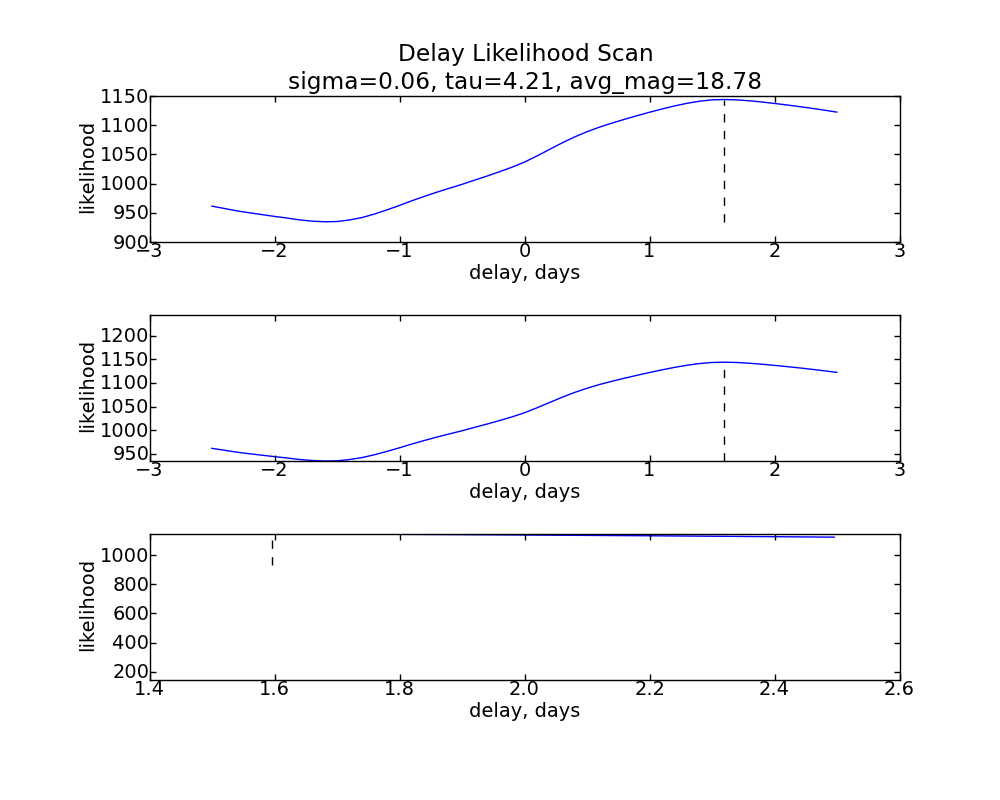 Delay Likelihood Scan
sigma=0.06, tau=4.21, avg_mag=18.78
1150
1100
1050
1000
950
900
likelihood
−3 −2 −1 0 1 2 3
delay, days
1200
1150
1100
1050
1000
950
likelihood
−3 −2 −1 0 1 2 3
delay, days
1000
800
600
400
200
likelihood
1.4 1.6 1.8 2.0 2.2 2.4 2.6
delay, days